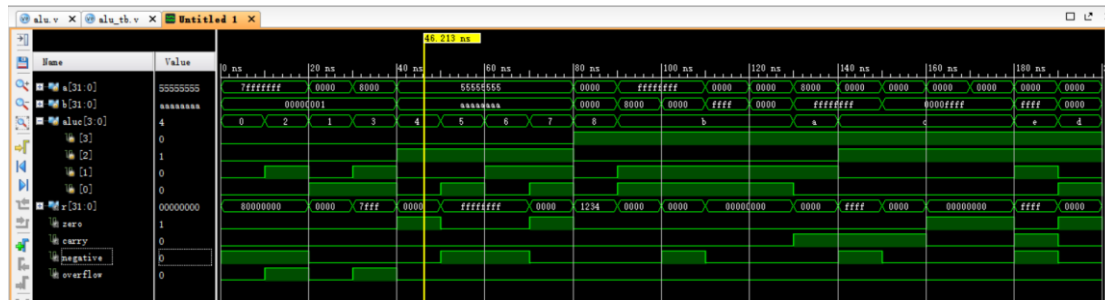 alu.v alu_tb.v Untitled 1
46.213 ns
Name Value 0 ns 20 ns 40 ns 60 ns 80 ns 100 ns 120 ns 140 ns 160 ns 180 ns
a[31:0] 55555555 7fffffff 0000 8000 55555555 0000 ffffffff 0000 0000 8000 0000 0000 0000 0000 0000 0000
b[31:0] aaaaaaaa 00000001 aaaaaaaa 0000 8000 0000 ffff 0000 ffffffff 0000ffff ffff 0000
aluc[3:0] 4 0 2 1 3 4 5 6 7 8 b a c e d
[3] 0
[2] 1
[1] 0
[0] 0
r[31:0] 00000000 80000000 0000 7fff 0000 ffffffff 0000 1234 0000 0000 00000000 0000 ffff 0000 00000000 ffff 0000
zero 1
carry 0
negative 0
overflow 0